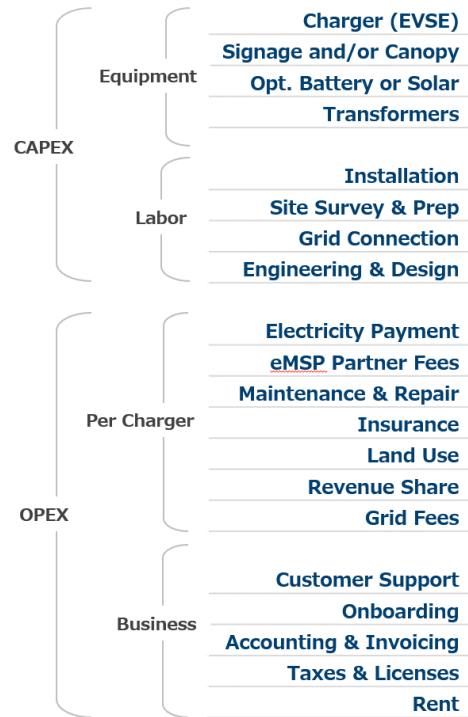 CAPEX
Equipment
Charger (EVSE)
Signage and/or Canopy
Opt. Battery or Solar
Transformers
Labor
Installation
Site Survey & Prep
Grid Connection
Engineering & Design
OPEX
Per Charger
Electricity Payment
eMSP Partner Fees
Maintenance & Repair
Insurance
Land Use
Revenue Share
Grid Fees
Business
Customer Support
Onboarding
Accounting & Invoicing
Taxes & Licenses
Rent